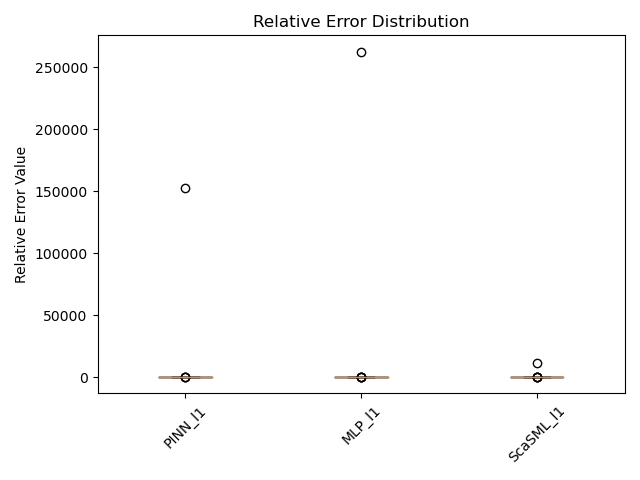 Relative Error Distribution
Relative Error Value
250000
200000
150000
100000
50000
0
PINN_l1
MLP_l1
ScaSML_l1